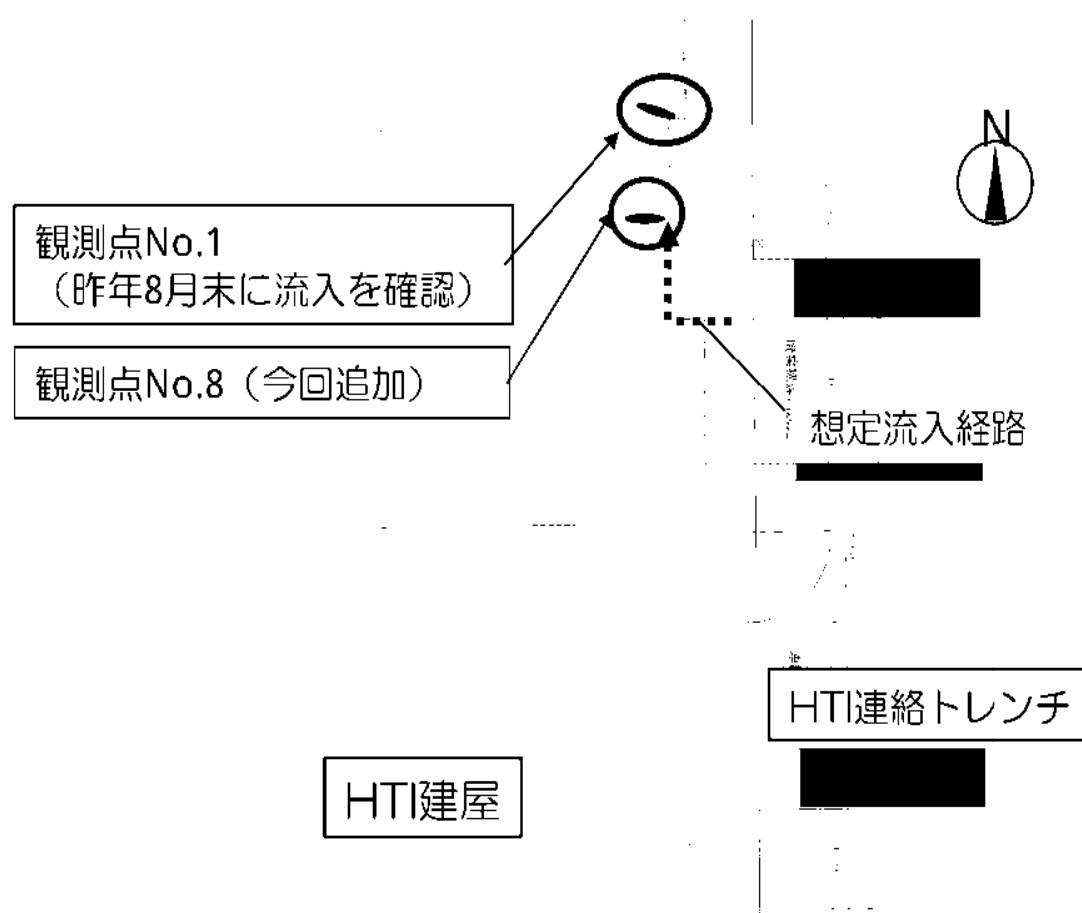 N
観測点No.1
（昨年8月末に流入を確認）
観測点No.8（今回追加）
想定流入経路
HTI連絡トレンチ
HTI建屋